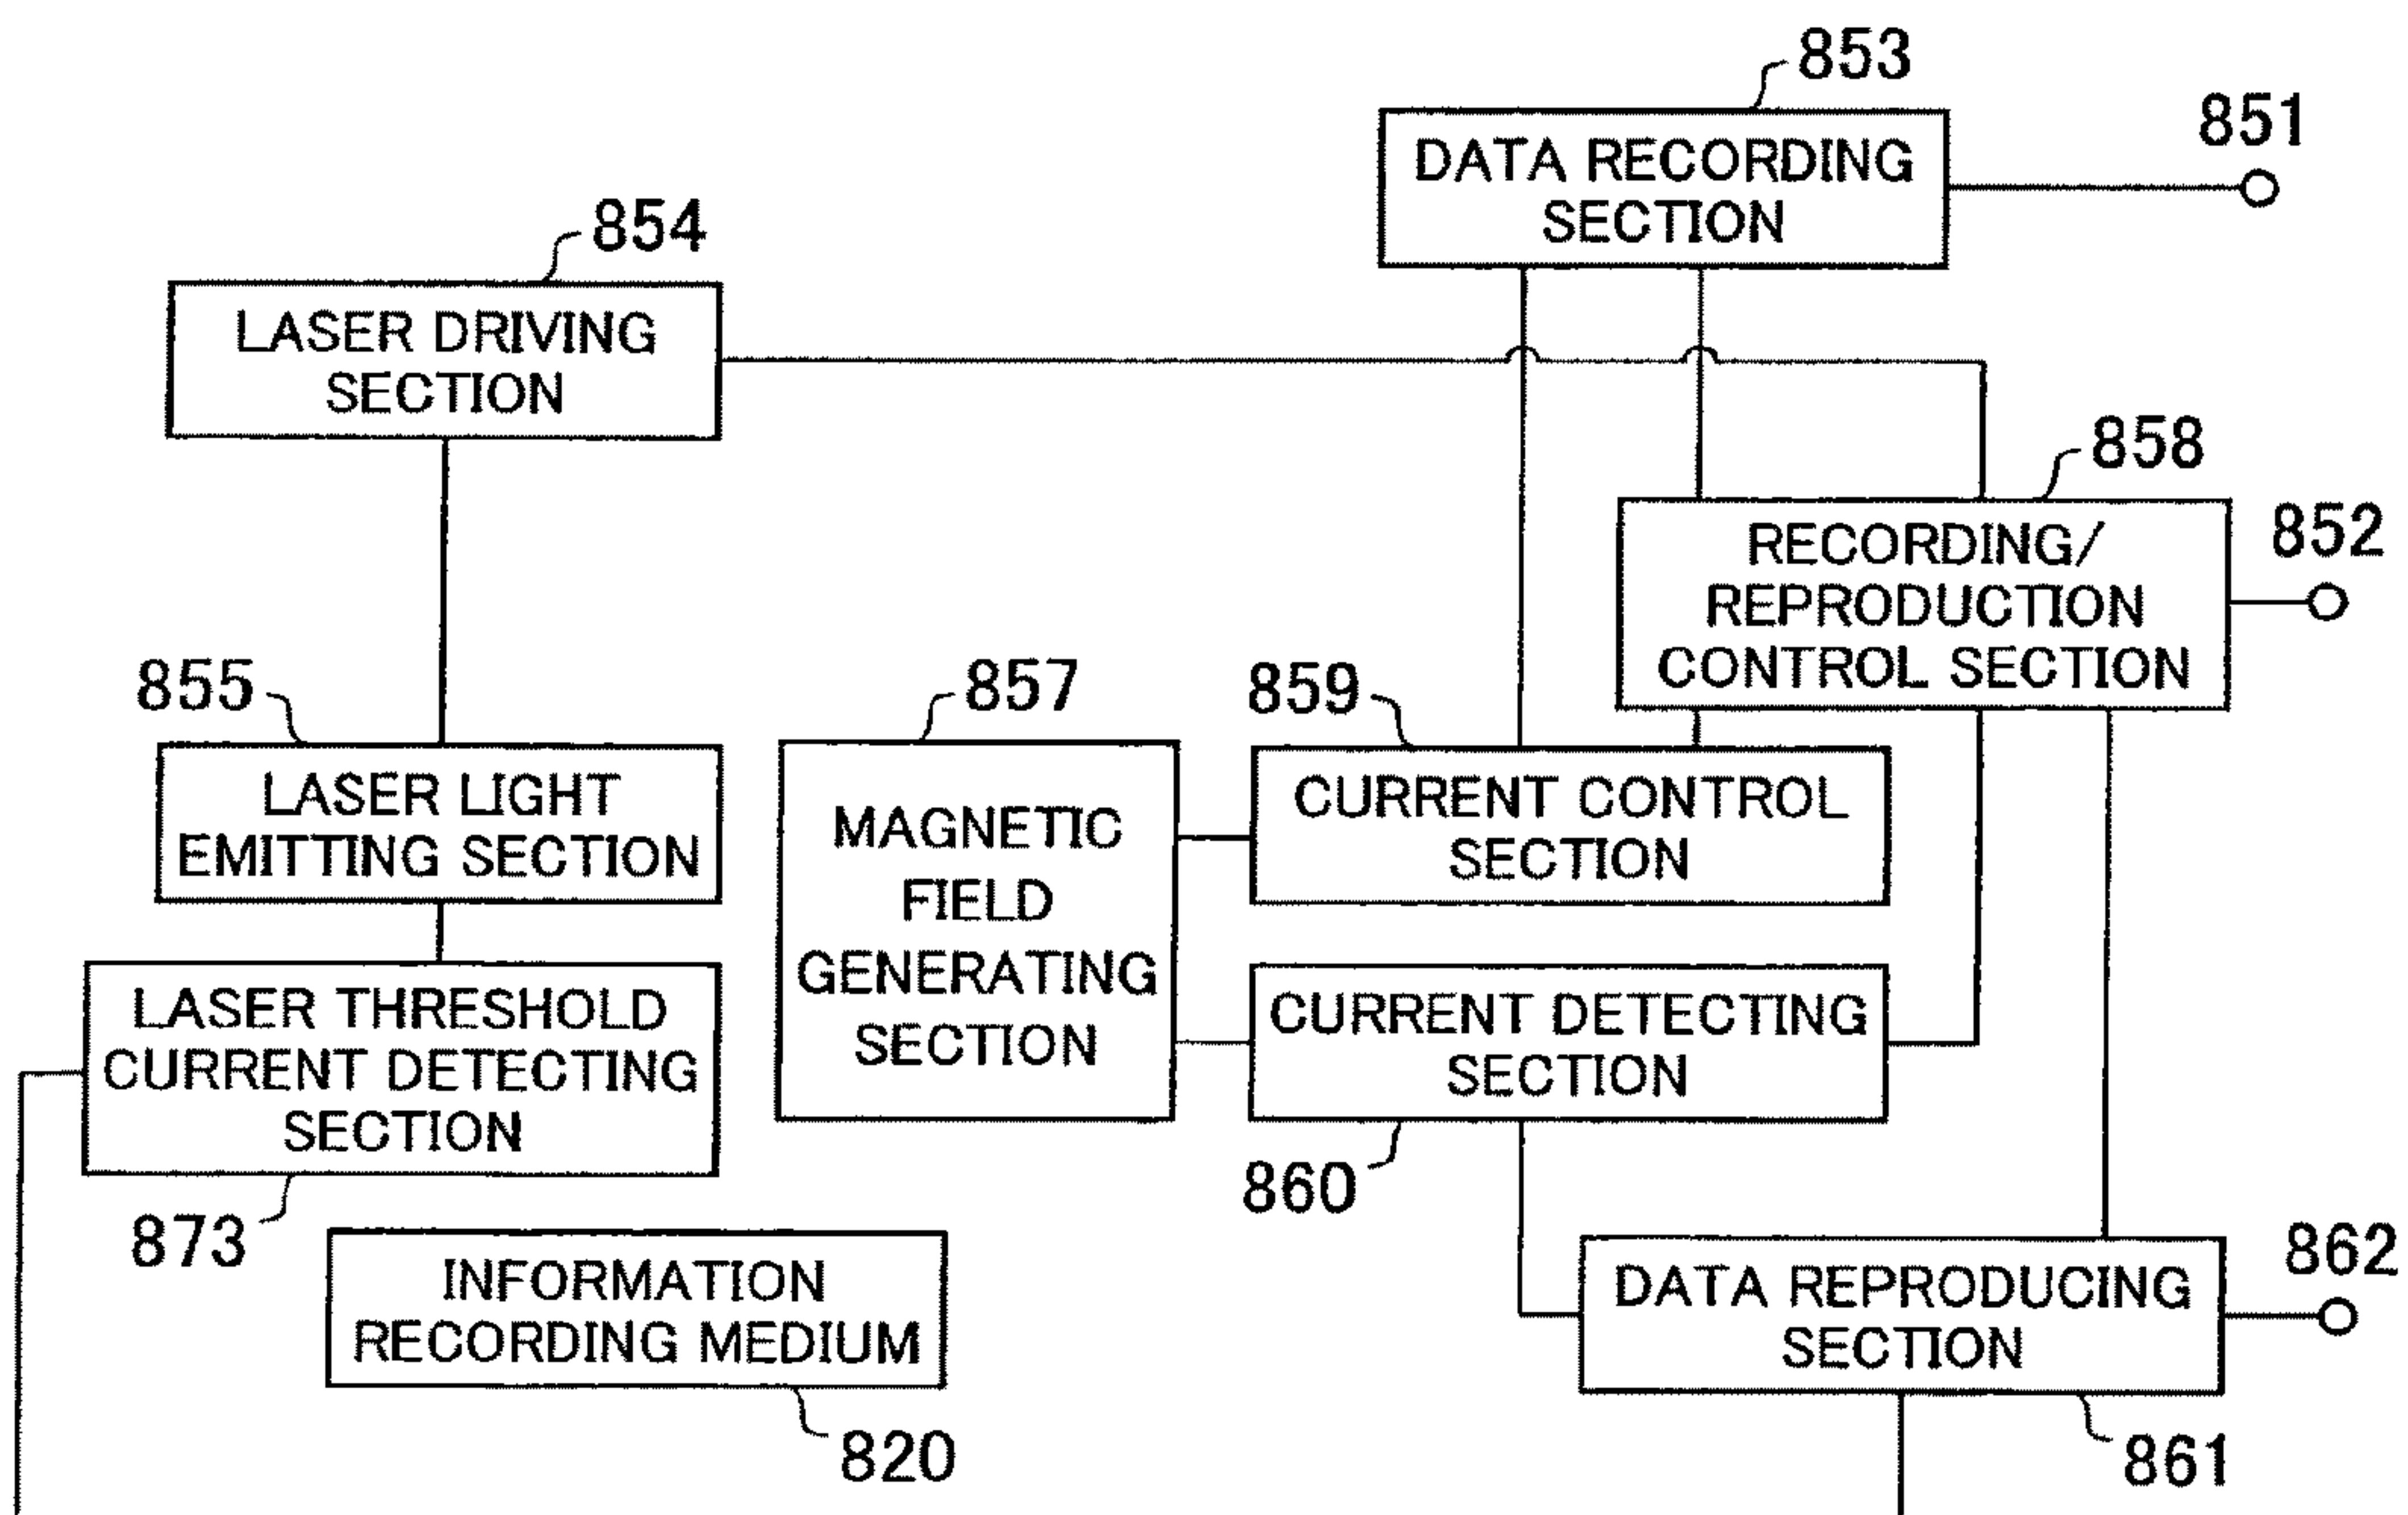 853
851
DATA RECORDING
SECTION
854
LASER DRIVING
SECTION
858
852
RECORDING/
REPRODUCTION
CONTROL SECTION
855
857
859
LASER LIGHT
EMITTING SECTION
MAGNETIC
FIELD
GENERATING
SECTION
CURRENT CONTROL
SECTION
LASER THRESHOLD
CURRENT DETECTING
SECTION
CURRENT DETECTING
SECTION
860
873
862
INFORMATION
RECORDING MEDIUM
DATA REPRODUCING
SECTION
820
861